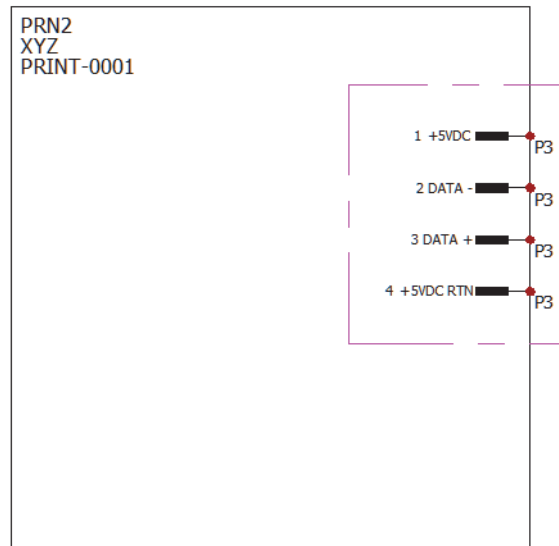 PRN2
XYZ
PRINT-0001
1 +5VDC P3
2 DATA - P3
3 DATA + P3
4 +5VDC RTN P3